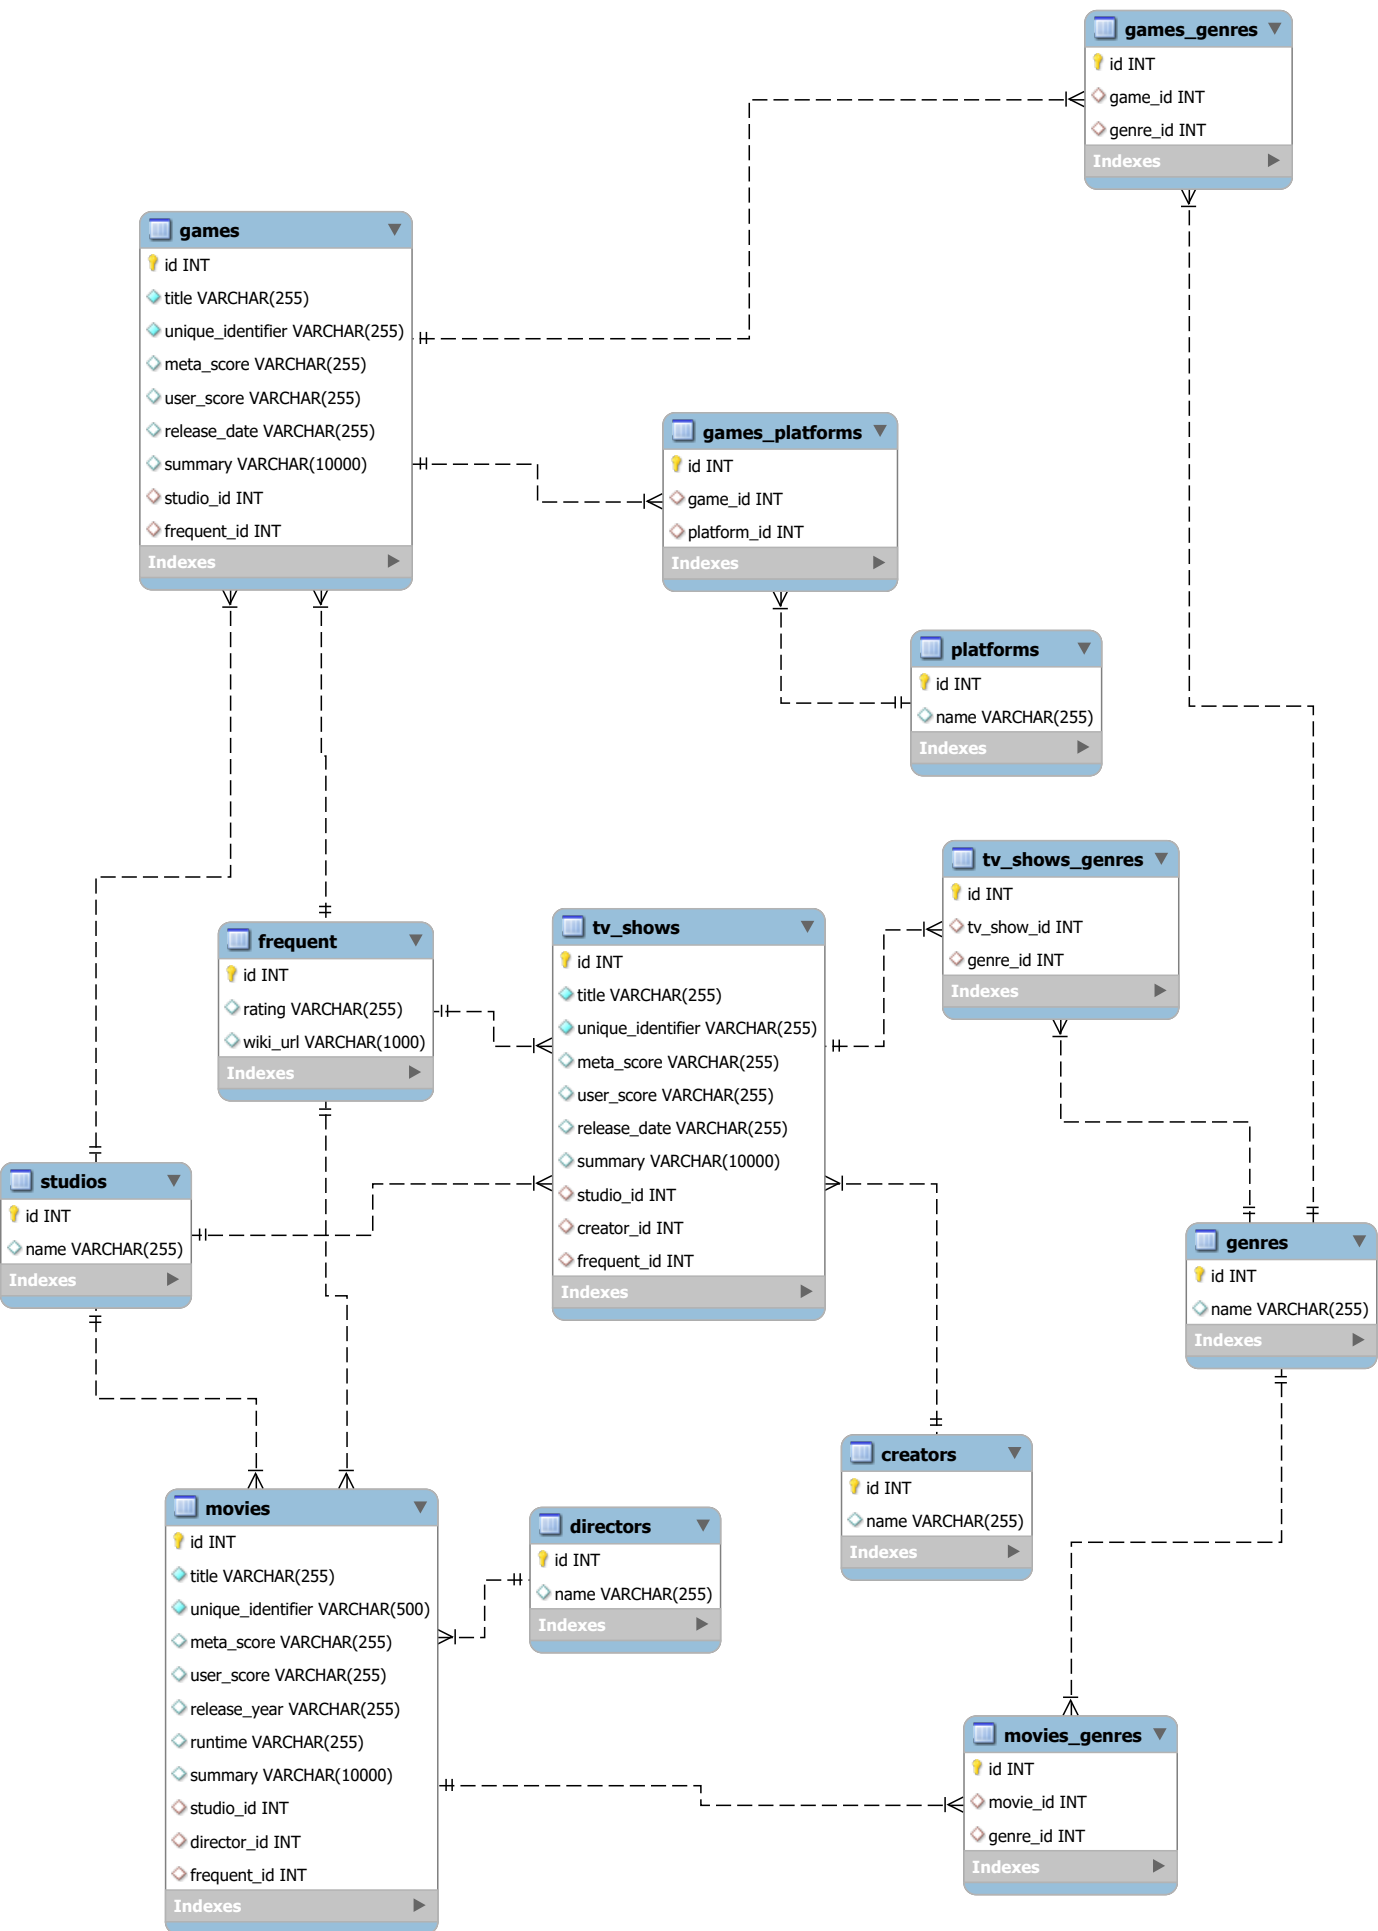 games_genres
id INT
game_id INT
genre_id INT
Indexes
games
id INT
title VARCHAR(255)
unique_identifier VARCHAR(255)
meta_score VARCHAR(255)
user_score VARCHAR(255)
release_date VARCHAR(255)
summary VARCHAR(10000)
studio_id INT
frequent_id INT
Indexes
games_platforms
id INT
game_id INT
platform_id INT
Indexes
platforms
id INT
name VARCHAR(255)
Indexes
tv_shows_genres
id INT
tv_show_id INT
genre_id INT
Indexes
frequent
id INT
rating VARCHAR(255)
wiki_url VARCHAR(1000)
Indexes
tv_shows
id INT
title VARCHAR(255)
unique_identifier VARCHAR(255)
meta_score VARCHAR(255)
user_score VARCHAR(255)
release_date VARCHAR(255)
summary VARCHAR(10000)
studio_id INT
creator_id INT
frequent_id INT
Indexes
studios
id INT
name VARCHAR(255)
Indexes
genres
id INT
name VARCHAR(255)
Indexes
creators
id INT
name VARCHAR(255)
Indexes
movies
id INT
title VARCHAR(255)
unique_identifier VARCHAR(500)
meta_score VARCHAR(255)
user_score VARCHAR(255)
release_year VARCHAR(255)
runtime VARCHAR(255)
summary VARCHAR(10000)
studio_id INT
director_id INT
frequent_id INT
Indexes
directors
id INT
name VARCHAR(255)
Indexes
movies_genres
id INT
movie_id INT
genre_id INT
Indexes